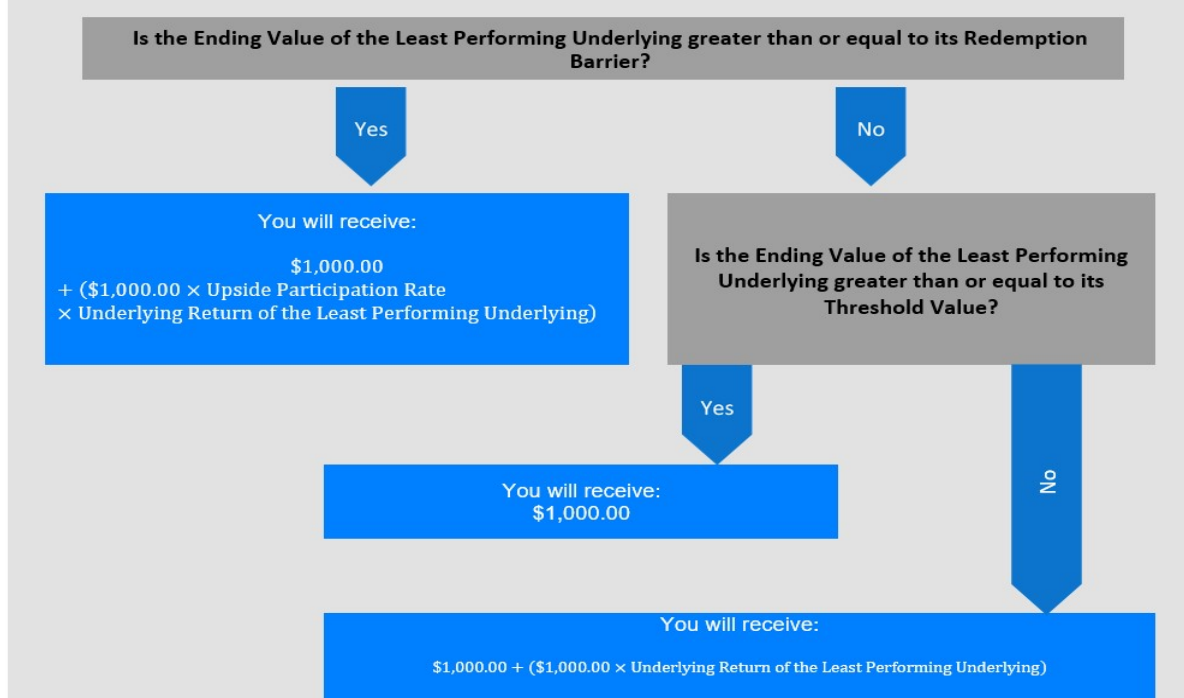 Is the Ending Value of the Least Performing Underlying greater than or equal to its Redemption
Barrier?
Yes
No
You will receive:
$1,000.00
+ ($1,000.00 × Upside Participation Rate
× Underlying Return of the Least Performing Underlying)
Is the Ending Value of the Least Performing
Underlying greater than or equal to its
Threshold Value?
Yes
No
You will receive:
$1,000.00
You will receive:
$1,000.00 + ($1,000.00 × Underlying Return of the Least Performing Underlying)